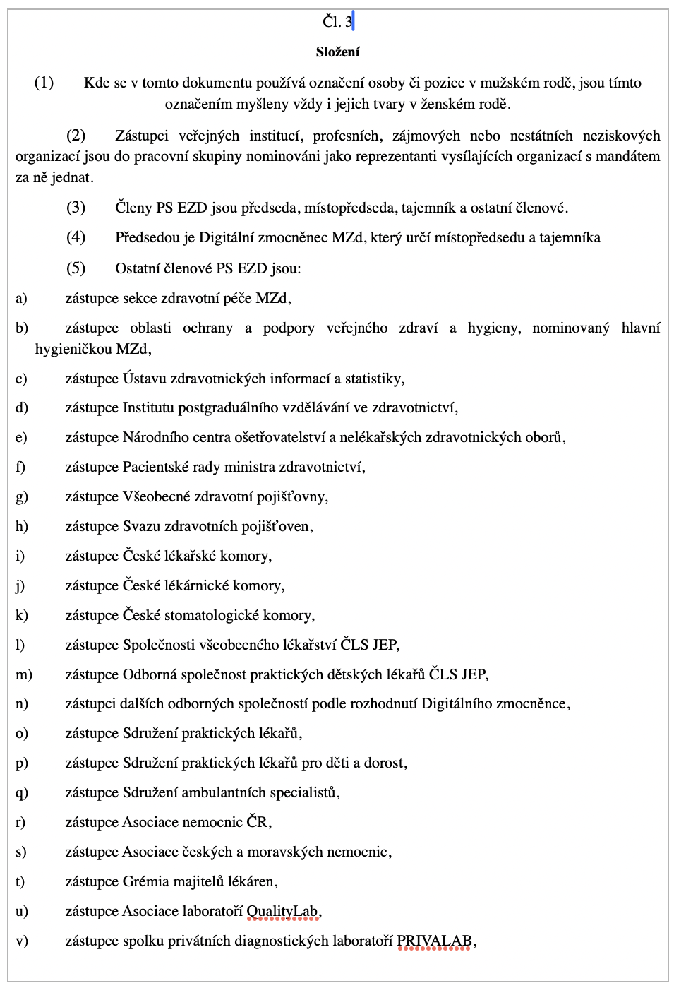 Čl. 3
Složení
(1) Kde se v tomto dokumentu používá označení osoby či pozice v mužském rodě, jsou tímto
označením myšleny vždy i jejich tvary v ženském rodě.
(2) Zástupci veřejných institucí, profesních, zájmových nebo nestátních neziskových
organizací jsou do pracovní skupiny nominováni jako reprezentanti vysílajících organizací s mandátem
za ně jednat.
(3) Členy PS EZD jsou předseda, místopředseda, tajemník a ostatní členové.
(4) Předsedou je Digitální zmocněnec MZd, který určí místopředsedu a tajemníka
(5) Ostatní členové PS EZD jsou:
a) zástupce sekce zdravotní péče MZd,
b) zástupce oblasti ochrany a podpory veřejného zdraví a hygieny, nominovaný hlavní
hygieničkou MZd,
c) zástupce Ústavu zdravotnických informací a statistiky,
d) zástupce Institutu postgraduálního vzdělávání ve zdravotnictví,
e) zástupce Národního centra ošetřovatelství a nelékařských zdravotnických oborů,
f) zástupce Pacientské rady ministra zdravotnictví,
g) zástupce Všeobecné zdravotní pojišťovny,
h) zástupce Svazu zdravotních pojišťoven,
i) zástupce České lékařské komory,
j) zástupce České lékárnické komory,
k) zástupce České stomatologické komory,
l) zástupce Společnosti všeobecného lékařství ČLS JEP,
m) zástupce Odborná společnost praktických dětských lékařů ČLS JEP,
n) zástupci dalších odborných společností podle rozhodnutí Digitálního zmocněnce,
o) zástupce Sdružení praktických lékařů,
p) zástupce Sdružení praktických lékařů pro děti a dorost,
q) zástupce Sdružení ambulantních specialistů,
r) zástupce Asociace nemocnic ČR,
s) zástupce Asociace českých a moravských nemocnic,
t) zástupce Grémia majitelů lékáren,
u) zástupce Asociace laboratoří QualityLab,
v) zástupce spolku privátních diagnostických laboratoří PRIVALAB,